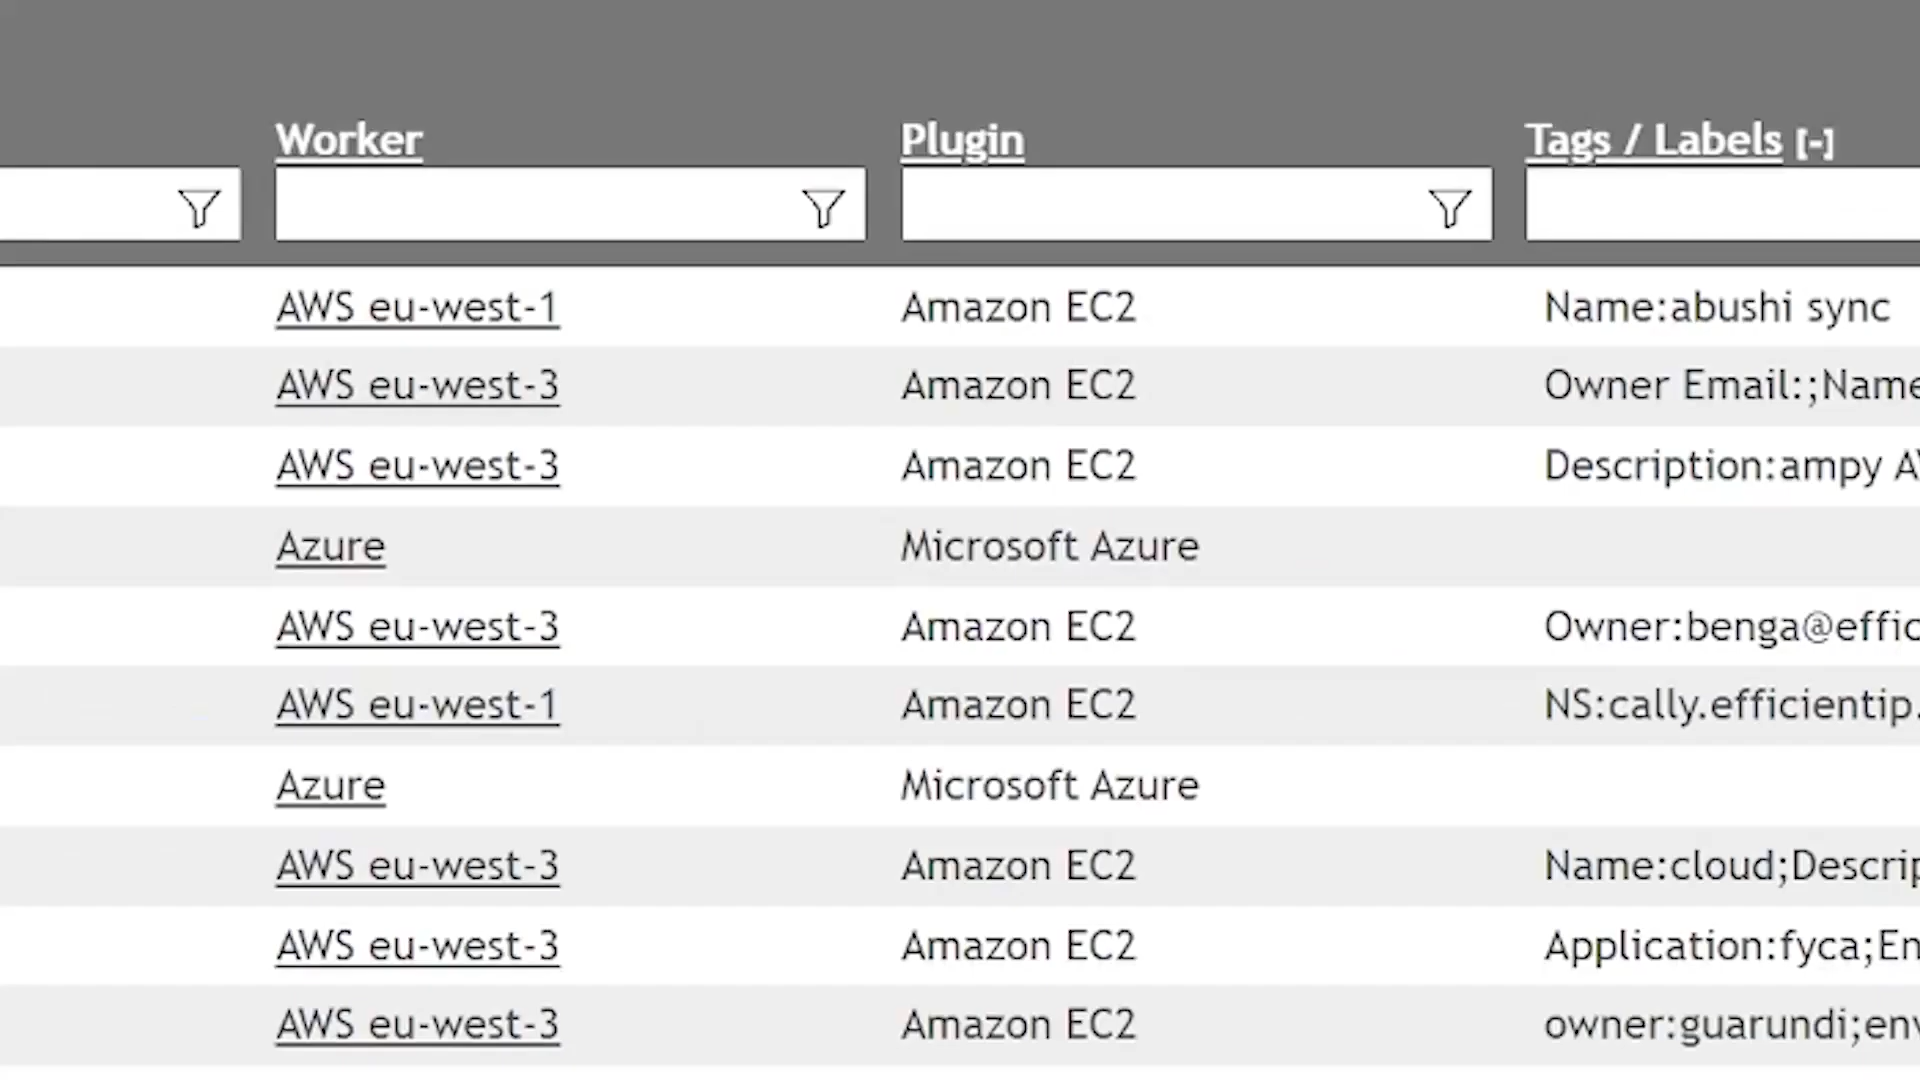 Worker Plugin Tags / Labels [-]
AWS eu-west-1 Amazon EC2 Name:abushi sync
AWS eu-west-3 Amazon EC2 Owner Email:;Name
AWS eu-west-3 Amazon EC2 Description:ampy
Azure Microsoft Azure
AWS eu-west-3 Amazon EC2 Owner:benga@effic
AWS eu-west-1 Amazon EC2 NS:cally.efficientip.
Azure Microsoft Azure
AWS eu-west-3 Amazon EC2 Name:cloud;Descrip
AWS eu-west-3 Amazon EC2 Application:fyca;En
AWS eu-west-3 Amazon EC2 owner:guarundi;env